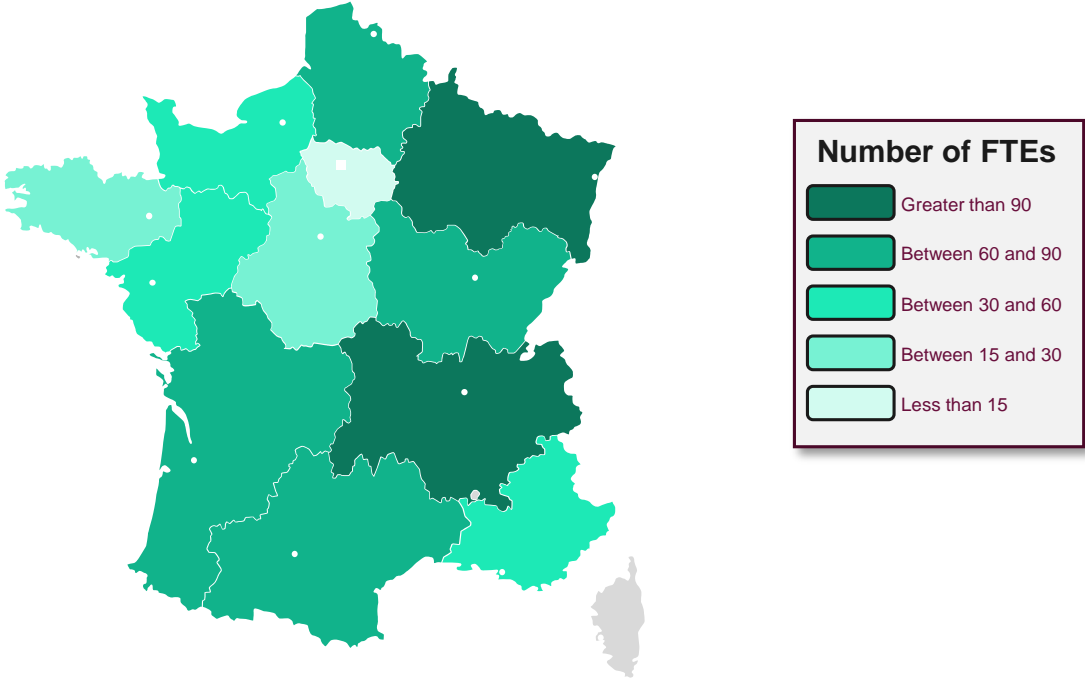 Number of FTEs
Greater than 90
Between 60 and 90
Between 30 and 60
Between 15 and 30
Less than 15